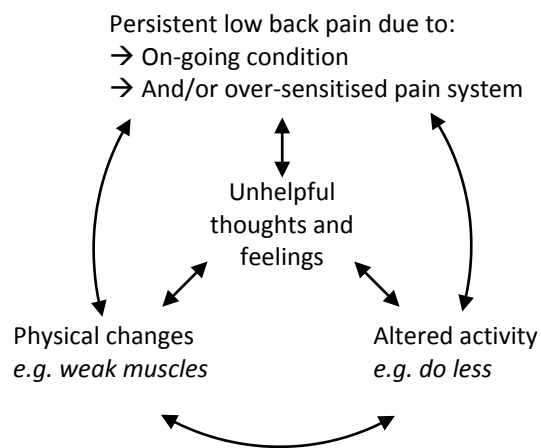 Persistent low back pain due to:
→ On-going condition
→ And/or over-sensitised pain system
Unhelpful
thoughts and
feelings
Physical changes
e.g. weak muscles
Altered activity
e.g. do less